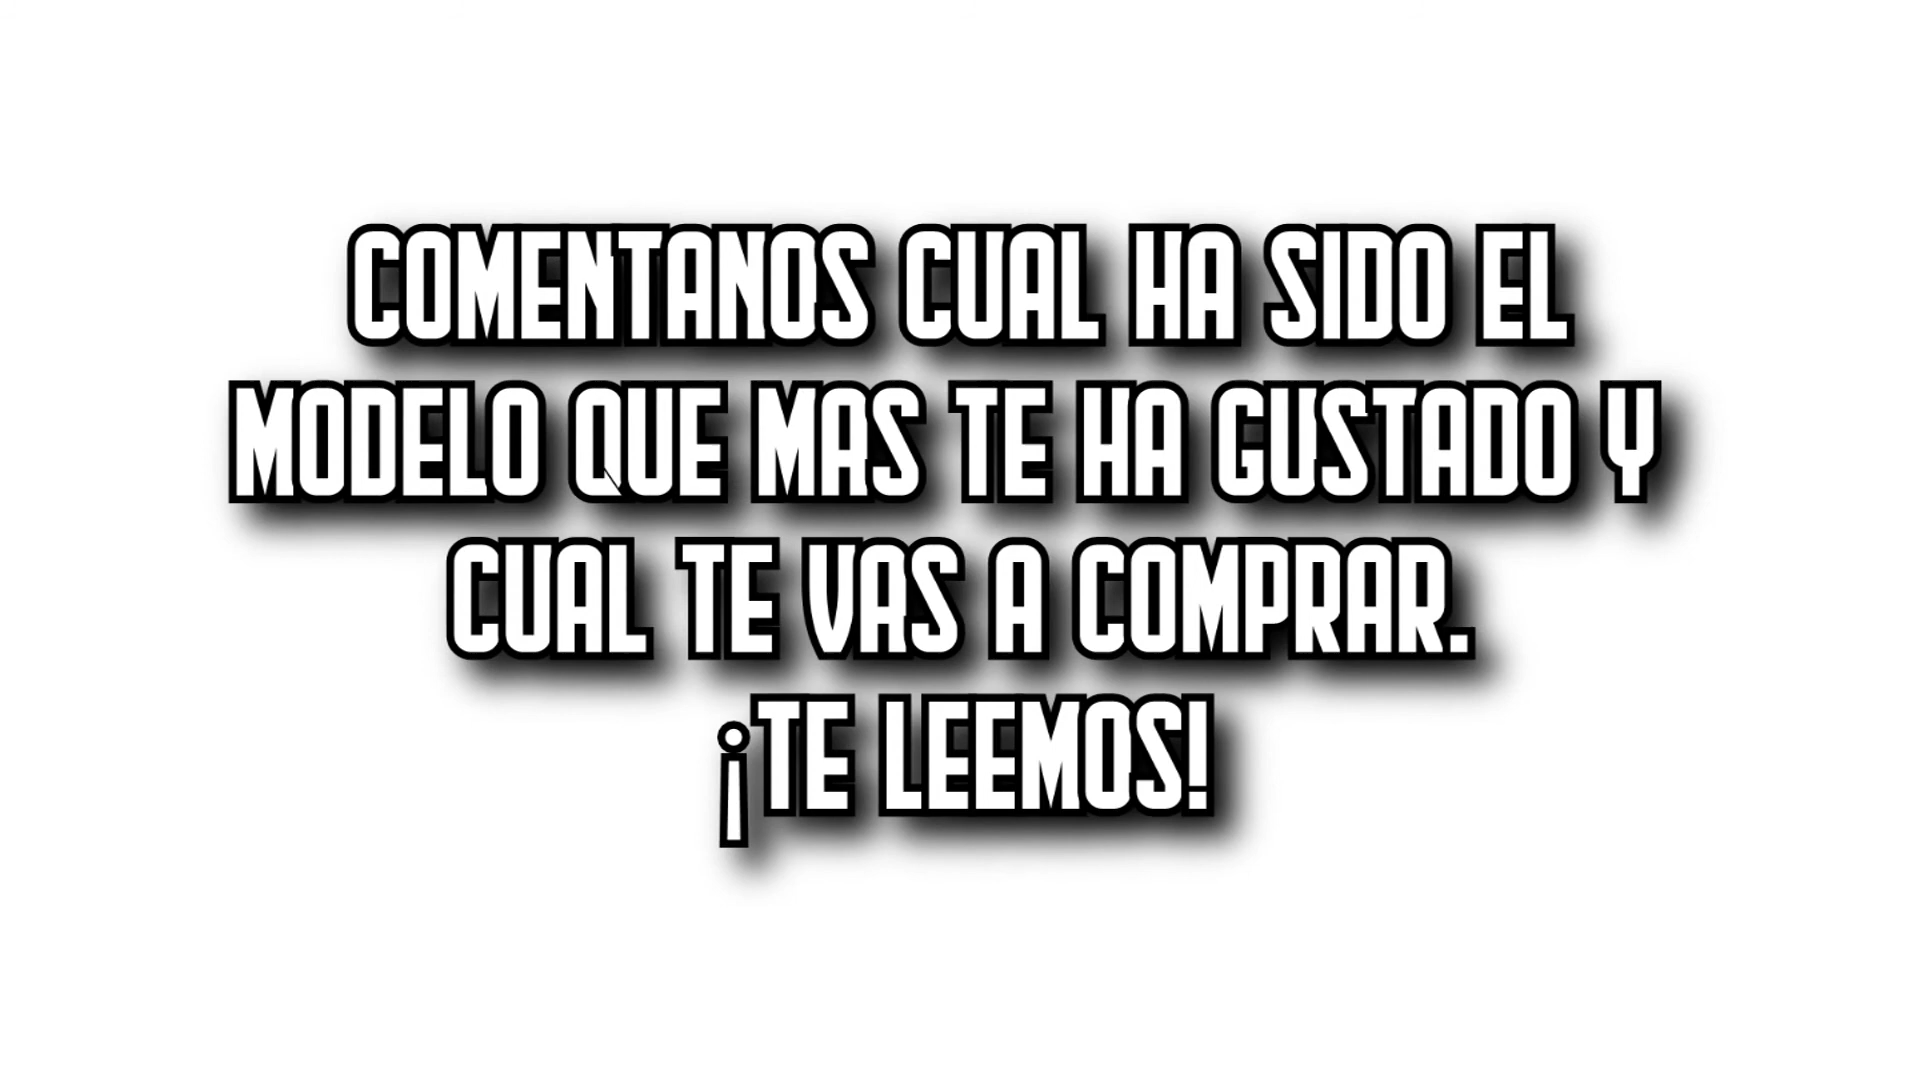 COMENTANOS CUAL HA SIDO EL
MODELO QUE MAS TE HA GUSTADO Y
CUAL TE VAS A COMPRAR.
¡TE LEEMOS!